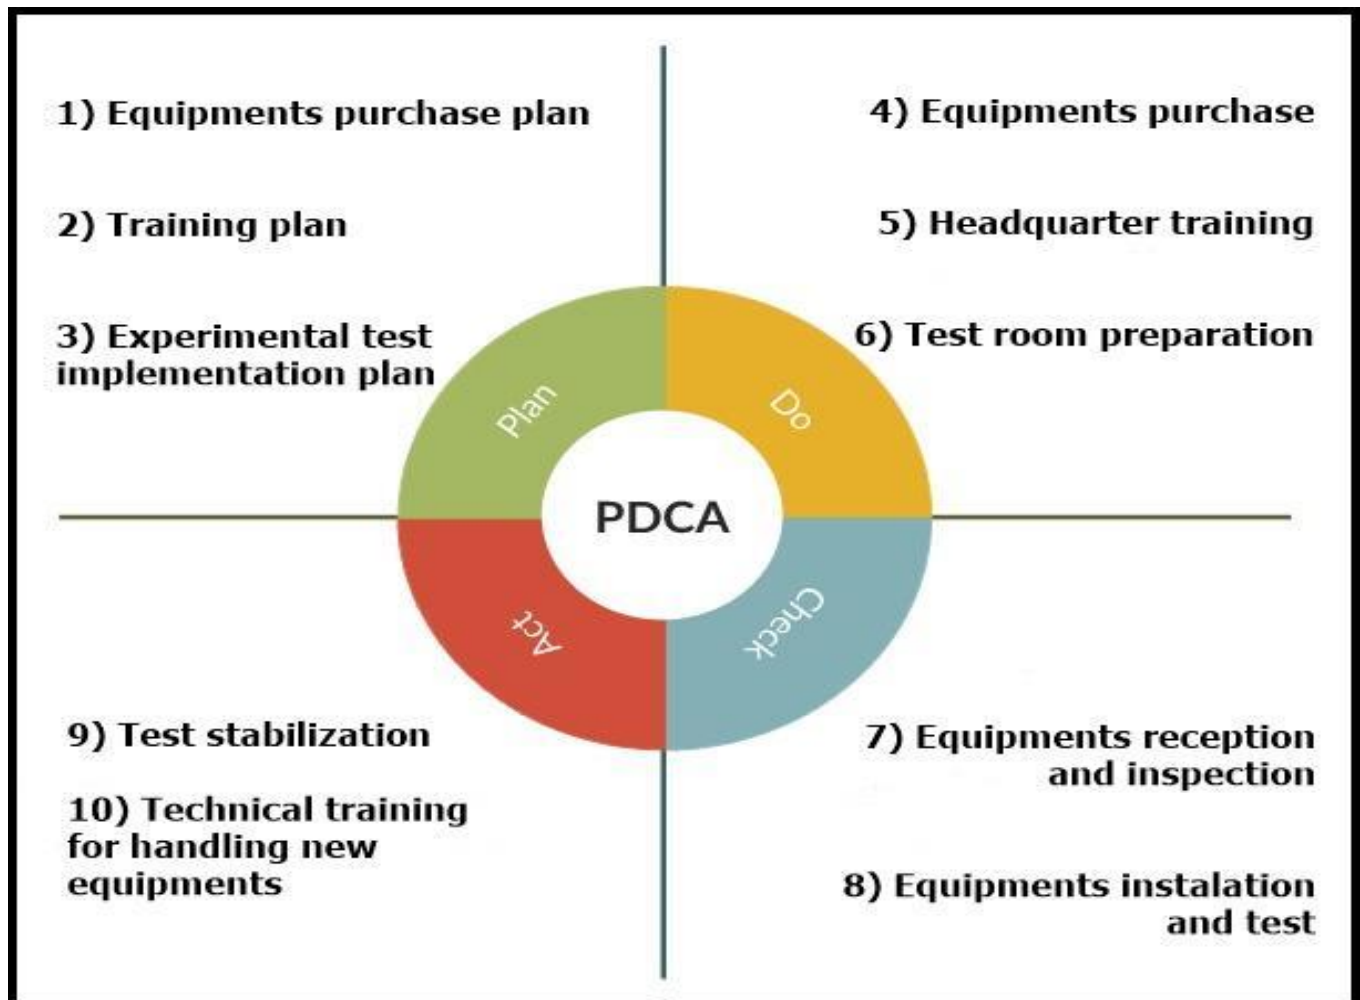 1) Equipments purchase plan
2) Training plan
3) Experimental test
implementation plan
Plan
4) Equipments purchase
5) Headquarter training
6) Test room preparation
Do
PDCA
Act
Check
9) Test stabilization
10) Technical training
for handling new
equipments
7) Equipments reception
and inspection
8) Equipments instalation
and test